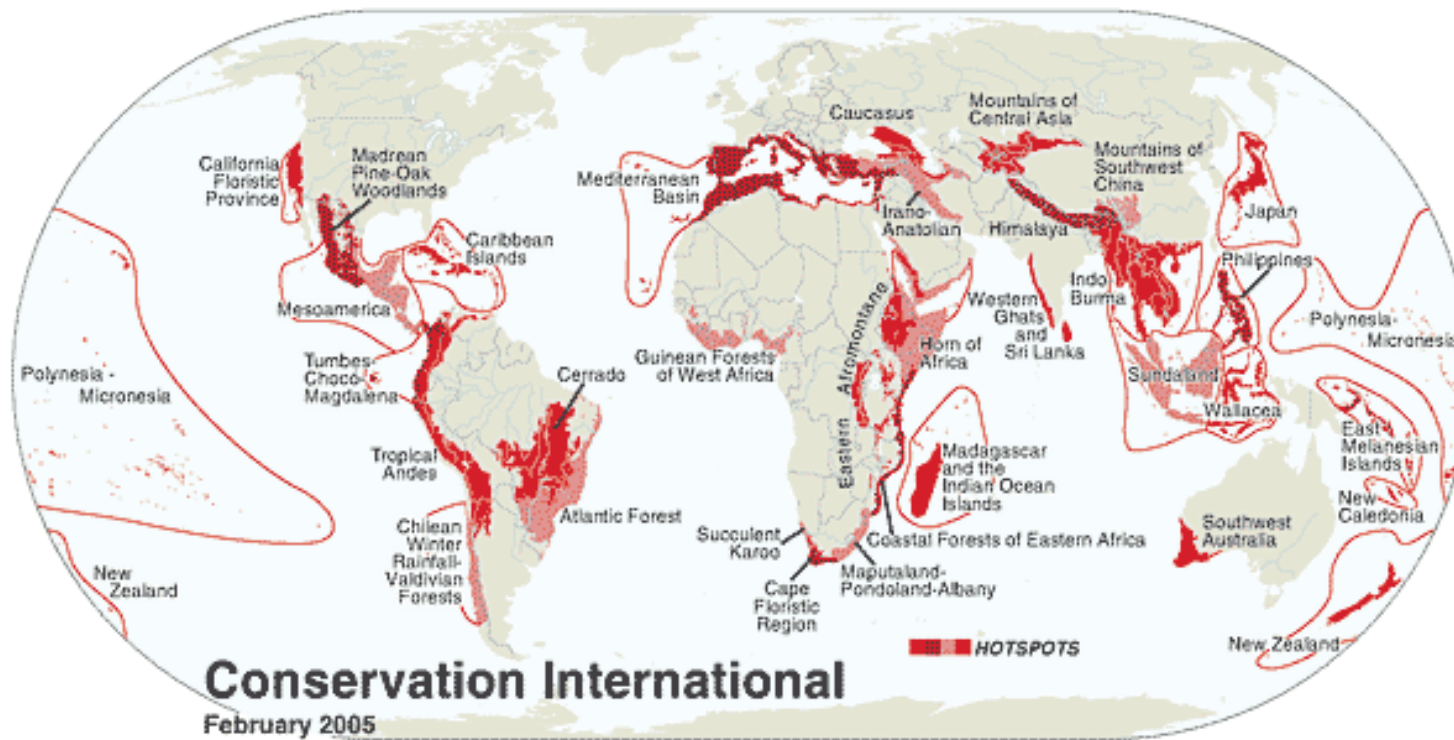 California
Floristic
Province
Madrean
Pine-Oak
Woodlands
Caribbean
Islands
Mesoamerica
Polynesia -
Micronesia
Tumbes-
Choco-
Magdalena
Tropical
Andes
Cerrado
Atlantic Forest
Chilean
Winter
Rainfall-
Valdivian
Forests
New
Zealand
Mediterranean
Basin
Caucasus
Irano-
Anatolian
Mountains of
Central Asia
Mountains of
Southwest
China
Himalaya
Japan
Philippines
Indo
Burma
Western
Ghats
and
Sri Lanka
Polynesia-
Micronesia
Guinean Forests
of West Africa
Eastern Afromontane
Horn of
Africa
Sundaland
Wallacea
East
Melanesian
Islands
New
Caledonia
Madagascar
and the
Indian Ocean
Islands
Succulent
Karoo
Cape
Floristic
Region
Coastal Forests of Eastern Africa
Maputaland-
Pondoland-Albany
Southwest
Australia
New Zealand
HOTSPOTS
Conservation International
February 2005